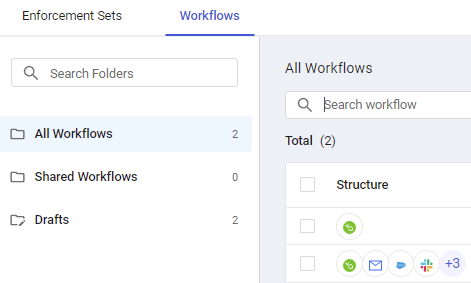 Enforcement Sets Workflows
Search Folders
All Workflows 2
Shared Workflows 0
Drafts 2
All Workflows
Search workflow
Total (2)
Structure
+3